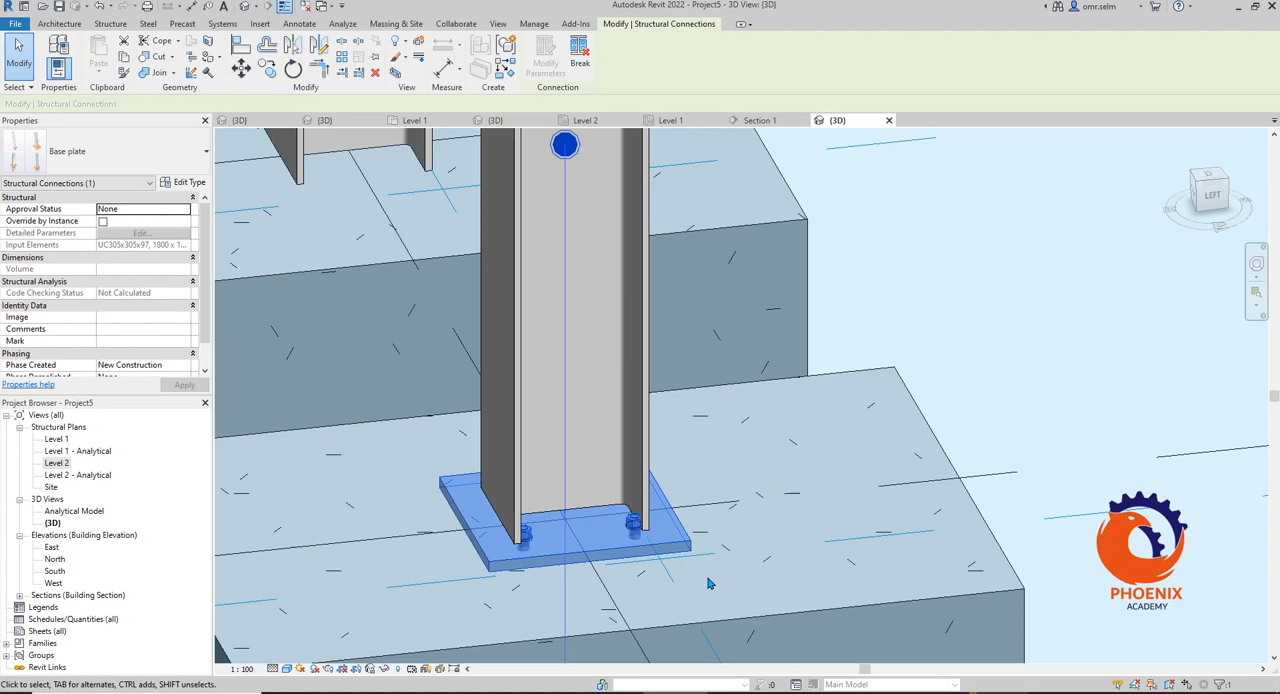 Autodesk Revit 2022 - Project5 - 3D View: {3D}
omr.selm
File Architecture Structure Steel Precast Systems Insert Annotate Analyze Massing & Site Collaborate View Manage Add-Ins Modify | Structural Connections
Modify
Properties
Paste
Cope
Cut
Join
Modify Parameters
Break
Select Properties Clipboard Geometry Modify View Measure Create Connection
Modify | Structural Connections
Properties
{3D} {3D} Level 1 {3D} Level 2 Level 1 Section 1 {3D}
Base plate
Structural Connections (1) Edit Type
Structural
Approval Status None
Override by Instance
Detailed Parameters Edit...
Input Elements UC305x305x97, 1800 x 1...
Dimensions
Volume
Structural Analysis
Code Checking Status Not Calculated
Identity Data
Image
Comments
Mark
Phasing
Phase Created New Construction
Properties help Apply
Project Browser - Project5
Views (all)
Structural Plans
Level 1
Level 1 - Analytical
Level 2
Level 2 - Analytical
Site
3D Views
Analytical Model
{3D}
Elevations (Building Elevation)
East
North
South
West
Sections (Building Section)
Legends
Schedules/Quantities (all)
Sheets (all)
Families
Groups
Revit Links
LEFT
PHOENIX
ACADEMY
1 : 100
Click to select, TAB for alternates, CTRL adds, SHIFT unselects.
:0
Main Model
:1